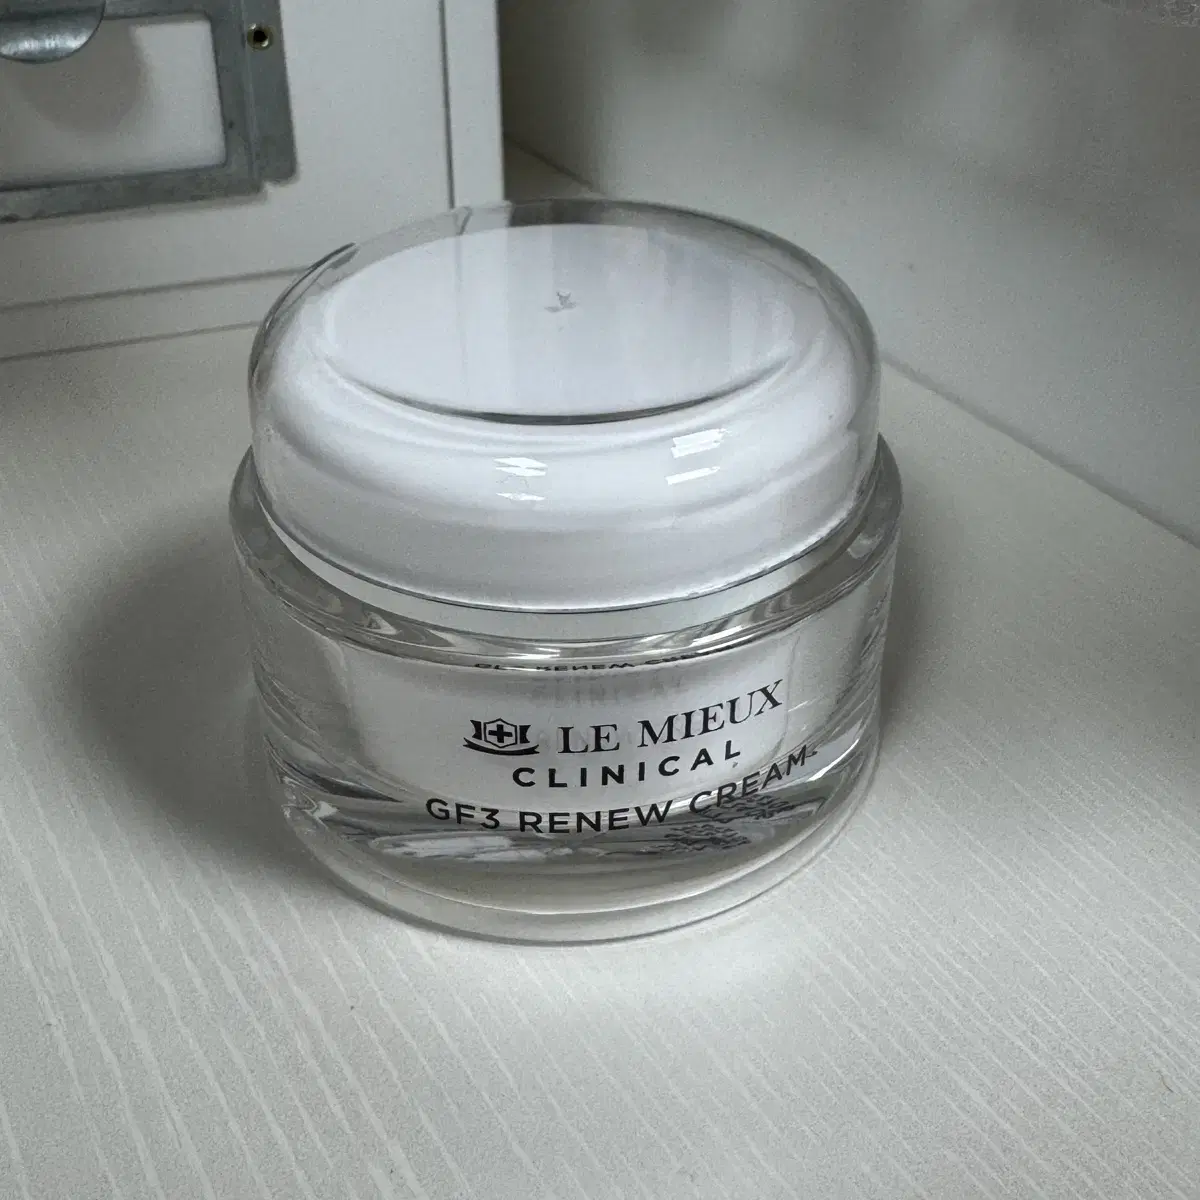 LE MIEUX
CLINICAL
GF3 RENEW CREAM